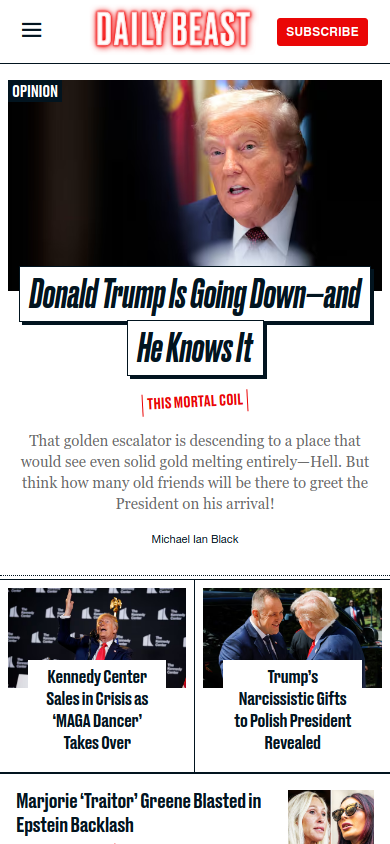 DAILY BEAST
SUBSCRIBE
OPINION
Donald Trump Is Going Down—and
He Knows It
THIS MORTAL COIL
That golden escalator is descending to a place that
would see even solid gold melting entirely—Hell. But
think how many old friends will be there to greet the
President on his arrival!
Michael Ian Black
Kennedy Center
Sales in Crisis as
‘MAGA Dancer’
Takes Over
Trump’s
Narcissistic Gifts
to Polish President
Revealed
Marjorie ‘Traitor’ Greene Blasted in
Epstein Backlash